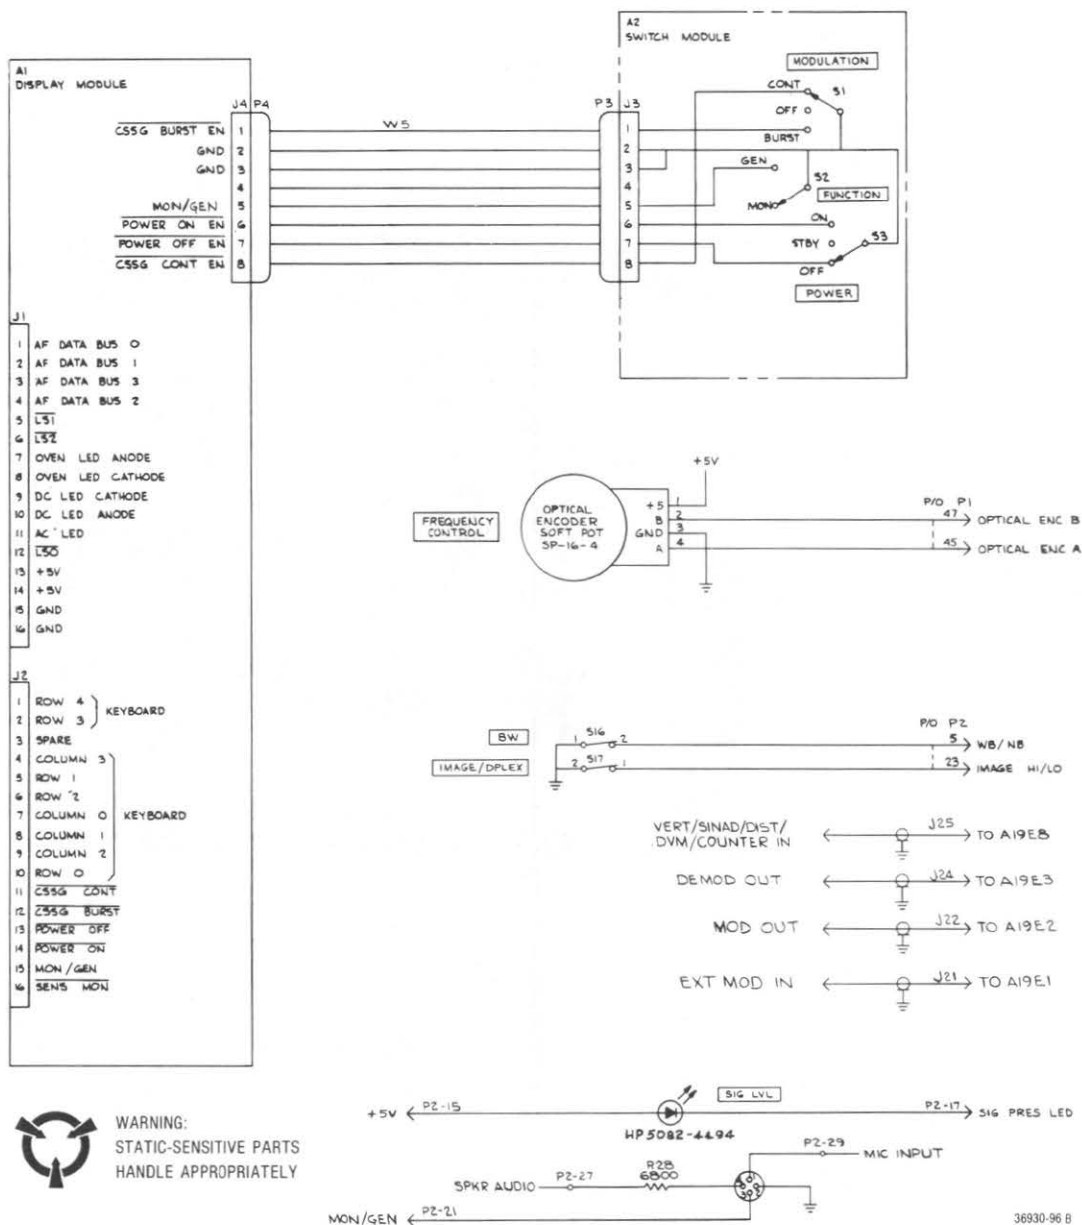 A1
DISPLAY MODULE
J4 P4
CSSG BURST EN 1
GND 2
GND 3
4
MON/GEN 5
POWER ON EN 6
POWER OFF EN 7
CSSG CONT EN 8
W5
A2
SWITCH MODULE
P3 J3
1
2
3
4
5
6
7
8
MODULATION
CONT
S1
OFF
BURST
GEN
S2
FUNCTION
MON
ON
STBY
S3
OFF
POWER
J1
1 AF DATA BUS 0
2 AF DATA BUS 1
3 AF DATA BUS 3
4 AF DATA BUS 2
5 LS1
6 LS2
7 OVEN LED ANODE
8 OVEN LED CATHODE
9 DC LED CATHODE
10 DC LED ANODE
11 AC LED
12 LS0
13 +5V
14 +5V
15 GND
16 GND
J2
1 ROW 4
2 ROW 3
KEYBOARD
3 SPARE
4 COLUMN 3
5 ROW 1
6 ROW 2
7 COLUMN 0
KEYBOARD
8 COLUMN 1
9 COLUMN 2
10 ROW 0
11 CSSG CONT
12 CSSG BURST
13 POWER OFF
14 POWER ON
15 MON/GEN
16 SENS MON
FREQUENCY
CONTROL
OPTICAL
ENCODER
SOFT POT
SP-16-4
+5V
+5 1
B 2
GND 3
A 4
P/O P1
47 OPTICAL ENC B
45 OPTICAL ENC A
BW
1 S16 2
IMAGE/DPLEX
2 S17 1
P/O P2
5 WB/NB
23 IMAGE HI/LO
VERT/SINAD/DIST/
DVM/COUNTER IN
J25 TO A19E8
DEMOD OUT
J24 TO A19E3
MOD OUT
J22 TO A19E2
EXT MOD IN
J21 TO A19E1
WARNING:
STATIC-SENSITIVE PARTS
HANDLE APPROPRIATELY
+5V P2-15
SIG LVL
HP5082-4494
P2-17 SIG PRES LED
P2-29 MIC INPUT
SPKR AUDIO P2-27
R28
6800
MON/GEN P2-21
36930-96 B